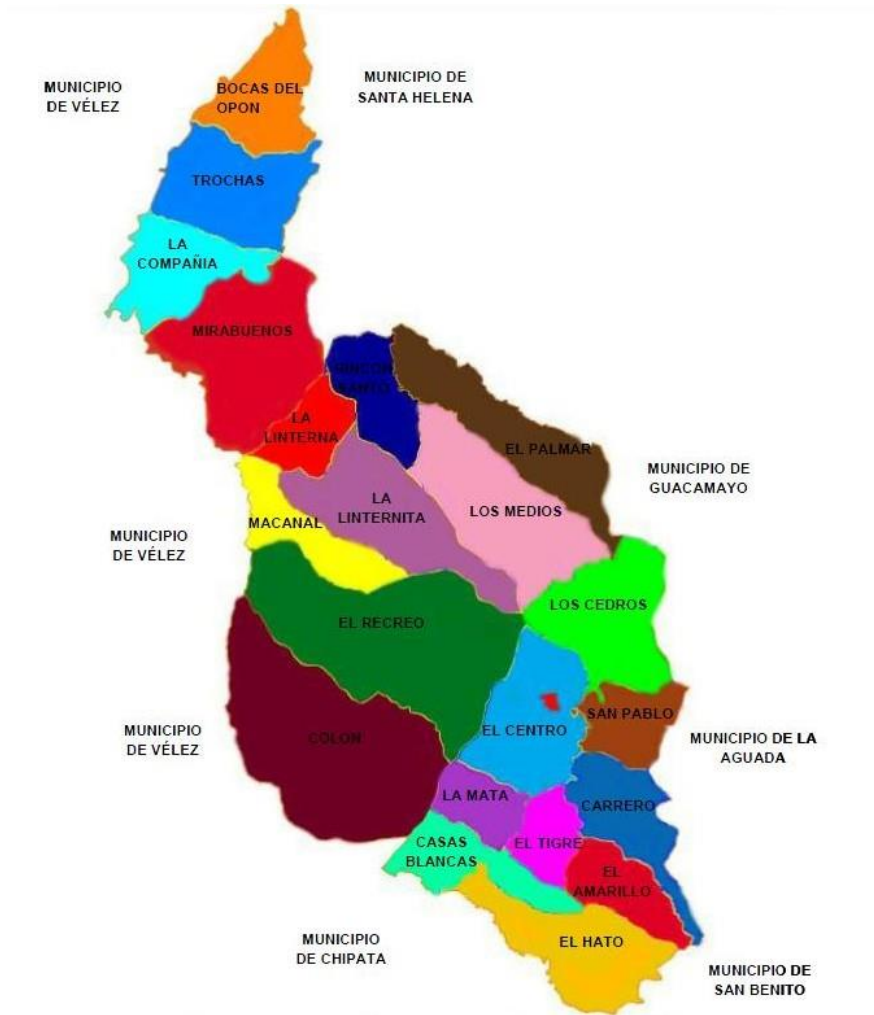 BOCAS DEL
OPON
MUNICIPIO
DE VÉLEZ
MUNICIPIO DE
SANTA HELENA
TROCHAS
LA
COMPAÑIA
MIRABUENOS
RINCON
SANTO
LA
LINTERNA
EL PALMAR
MUNICIPIO DE
GUACAMAYO
LA
LINTERNITA
LOS MEDIOS
MACANAL
MUNICIPIO
DE VÉLEZ
LOS CEDROS
EL RECREO
SAN PABLO
MUNICIPIO
DE VÉLEZ
COLON
EL CENTRO
MUNICIPIO DE LA
AGUADA
LA MATA
CARRERO
CASAS
BLANCAS
EL TIGRE
EL
AMARILLO
MUNICIPIO
DE CHIPATA
EL HATO
MUNICIPIO DE
SAN BENITO